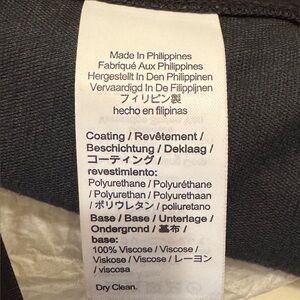 Made In Philippines
Fabriqué Aux Philippines
Hergestellt In Den Philippinen
Vervaardigd In De Filippijnen
フィリピン製
hecho en filipinas
Coating / Revêtement /
Beschichtung / Deklaag /
コーティング /
revestimiento:
Polyurethane / Polyuréthane
/ Polyurethan / Polyurethaan
/ ポリウレタン / poliuretano
Base / Base / Unterlage /
Ondergrond / 基布 /
base:
100% Viscose / Viscose /
Viskose / Viscose / レーヨン
/ viscosa
Dry Clean.